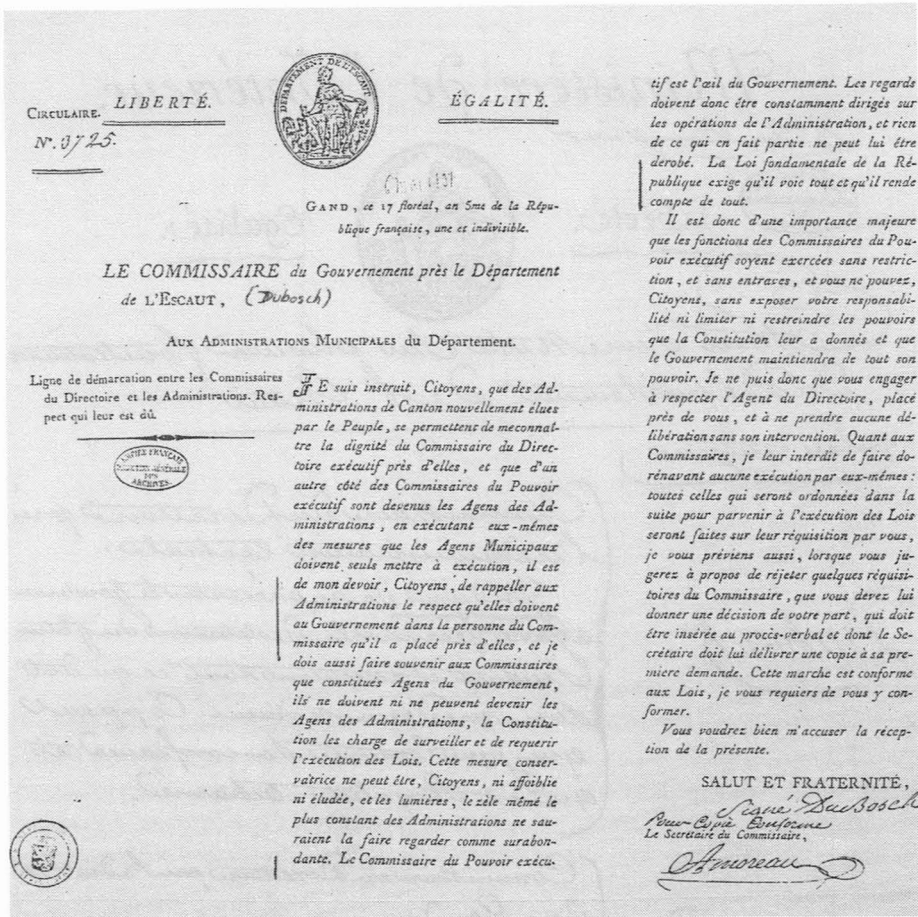 CIRCULAIRE.
N°. 3725.
LIBERTÉ.
DÉPARTEMENT DE L'ESCAUT
ÉGALITÉ.
GAND, ce 17 floréal, an 5me de la Répu-
blique française, une et indivisible.
LE COMMISSAIRE du Gouvernement près le Département
de L'ESCAUT, (Dubosch)
AUX ADMINISTRATIONS MUNICIPALES du Département.
Ligne de démarcation entre les Commissaires
du Directoire et les Administrations. Res-
pect qui leur est dû.
ARCHIVES
JE suis instruit, Citoyens, que des Ad-
ministrations de Canton nouvellement élues
par le Peuple, se permettens de meconnaî-
tre la dignité du Commissaire du Direc-
toire exécutif près d'elles, et que d'un
autre côté des Commissaires du Pouvoir
exécutif sont devenus les Agens des Ad-
ministrations, en exécutant eux-mêmes
des mesures que les Agens Municipaux
doivent seuls mettre à exécution, il est
de mon devoir, Citoyens, de rappeller aux
Administrations le respect qu'elles doivent
au Gouvernement dans la personne du Com-
missaire qu'il a placé près d'elles, et je
dois aussi faire souvenir aux Commissaires
que constitués Agens du Gouvernement,
ils ne doivent ni ne peuvent devenir les
Agens des Administrations, la Constitu-
tion les charge de surveiller et de requerir
l'exécution des Lois. Cette mesure conser-
vatrice ne peut être, Citoyens, ni affoiblie
ni éludée, et les lumières, le zèle même le
plus constant des Administrations ne sau-
raient la faire regarder comme surabon-
dante. Le Commissaire du Pouvoir exécu-
tif est l'œil du Gouvernement. Les regards
doivent donc être constamment dirigés sur
les opérations de l'Administration, et rien
de ce qui en fait partie ne peut lui être
derobé. La Loi fondamentale de la Ré-
publique exige qu'il voie tout et qu'il rende
compte de tout.
Il est donc d'une importance majeure
que les fonctions des Commissaires du Pou-
voir exécutif soyent exercées sans restric-
tion, et sans entraves, et vous ne pouvez,
Citoyens, sans exposer votre responsabi-
lité ni limiter ni restreindre les pouvoirs
que la Constitution leur a donnés et que
le Gouvernement maintiendra de tout son
pouvoir. Je ne puis donc que vous engager
à respecter l'Agent du Directoire, placé
près de vous, et à ne prendre aucune dé-
libération sans son intervention. Quant aux
Commissaires, je leur interdit de faire do-
rénavant aucune exécution par eux-mêmes :
toutes celles qui seront ordonnées dans la
suite pour parvenir à l'exécution des Lois
seront faites sur leur réquisition par vous,
je vous préviens aussi, lorsque vous ju-
gerez à propos de réjeter quelques réquisi-
toires du Commissaire, que vous devez lui
donner une décision de votre part, qui doit
être insérée au procès-verbal et dont le Se-
crétaire doit lui délivrer une copie à sa pre-
miere demande. Cette marche est conforme
aux Lois, je vous requiers de vous y con-
former.
Vous voudrez bien m'accuser la récep-
tion de la présente.
SALUT ET FRATERNITÉ,
Signé DuBosch
Pour Copie Conforme
Le Secrétaire du Commissaire,